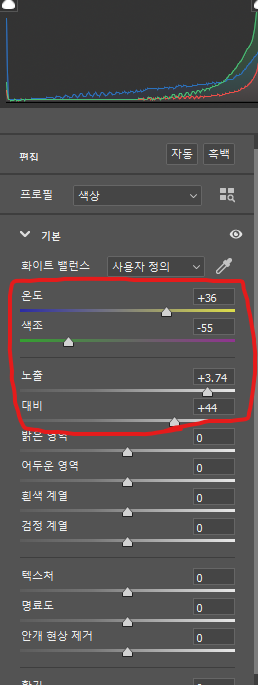 편집 자동 흑백
프로필 색상
기본
화이트 밸런스 사용자 정의
온도 +36
색조 -55
노출 +3.74
대비 +44
밝은 영역 0
어두운 영역 0
흰색 계열 0
검정 계열 0
텍스처 0
명료도 0
안개 현상 제거 0